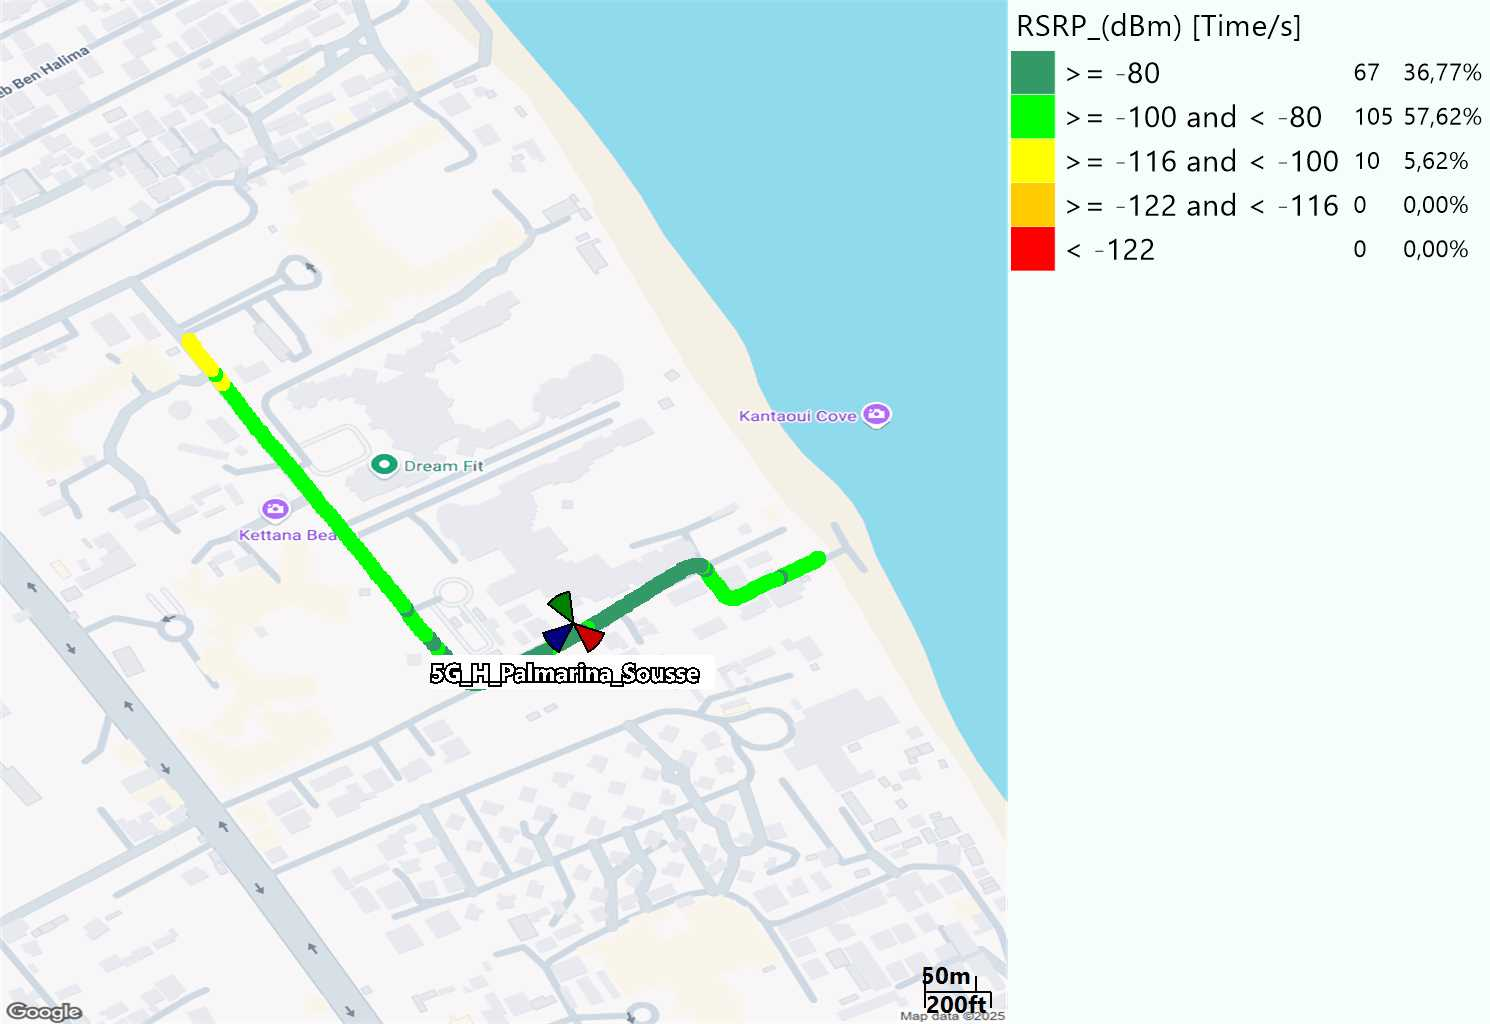 RSRP_(dBm) [Time/s]
>= -80 67 36,77%
>= -100 and < -80 105 57,62%
>= -116 and < -100 10 5,62%
>= -122 and < -116 0 0,00%
< -122 0 0,00%
Ben Halima
Kantaoui Cove
Dream Fit
Kettana Bea
5G_H_Palmarina_Sousse
50m
200ft
Google
Map data ©2025